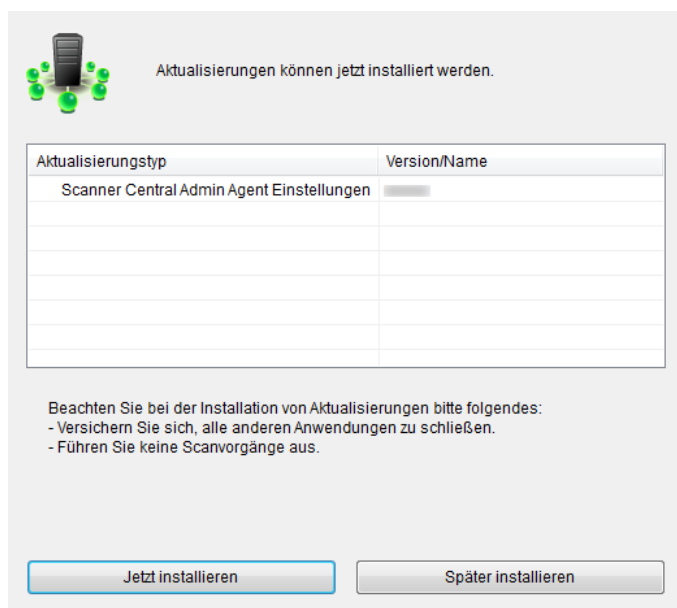 Aktualisierungen können jetzt installiert werden.
Aktualisierungstyp Version/Name
Scanner Central Admin Agent Einstellungen
Beachten Sie bei der Installation von Aktualisierungen bitte folgendes:
- Versichern Sie sich, alle anderen Anwendungen zu schließen.
- Führen Sie keine Scanvorgänge aus.
Jetzt installieren Später installieren